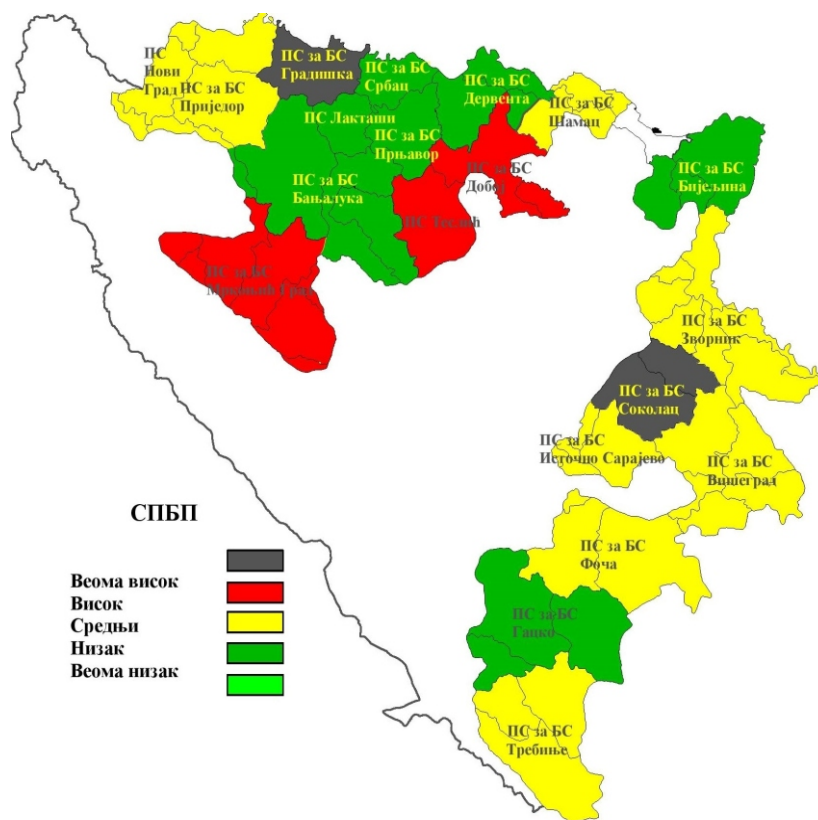 ПС
Нови
Град
ПС за БС
Приједор
ПС за БС
Градишка
ПС за БС
Србац
ПС Лакташи
ПС за БС
Прњавор
ПС за БС
Дервента
ПС за БС
Шамац
ПС за БС
Бањалука
ПС за БС
Добој
ПС Теслић
ПС за БС
Мркоњић Град
ПС за БС
Бијељина
ПС за БС
Зворник
ПС за БС
Соколац
ПС за БС
Источно Сарајево
ПС за БС
Вишеград
ПС за БС
Фоча
ПС за БС
Гацко
ПС за БС
Требиње
СПБП
Веома висок
Висок
Средњи
Низак
Веома низак